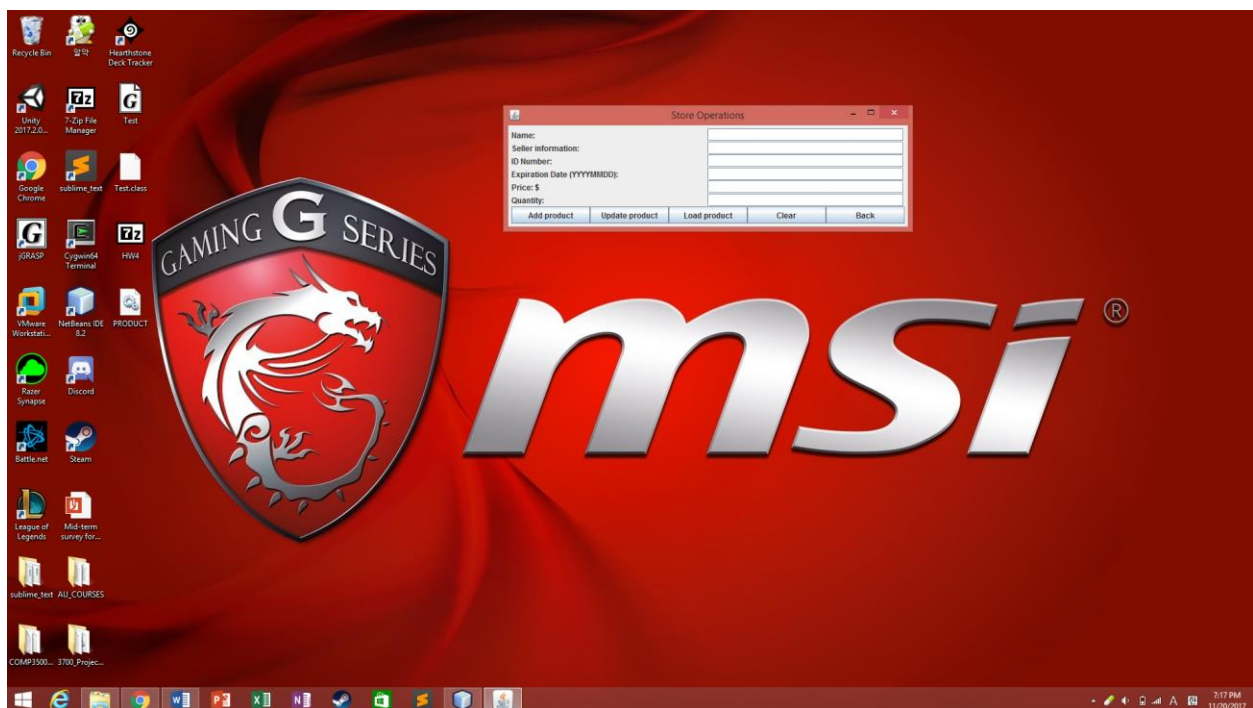 Recycle Bin
알약
Hearthstone
Deck Tracker
Unity
2017.2.0...
7-Zip File
Manager
Test
Google
Chrome
sublime_text
Test.class
jGRASP
Cygwin64
Terminal
HW4
VMware
Workstati...
NetBeans IDE
8.2
PRODUCT
Razer
Synapse
Discord
Battle.net
Steam
League of
Legends
Mid-term
survey for...
sublime_text
AU_COURSES
COMP3500...
3700_Projec...
Store Operations
Name:
Seller information:
ID Number:
Expiration Date (YYYYMMDD):
Price: $
Quantity:
Add product
Update product
Load product
Clear
Back
GAMING G SERIES
msi ®
A
7:17 PM
11/20/2017